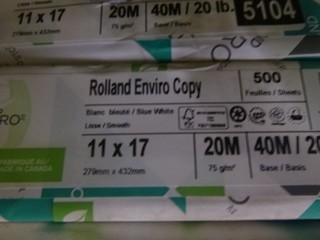 11 x 17
20M
40M / 20 lb.
5104
279mm x 432mm
75 g/m²
Base / Basis
Rolland Enviro Copy
500
Feuilles / Sheets
Blanc bleuté / Blue White
Lisse / Smooth
11 x 17
20M
40M / 20
279mm x 432mm
75 g/m²
Base / Basis
FABRIQUÉ AU
MADE IN CANADA